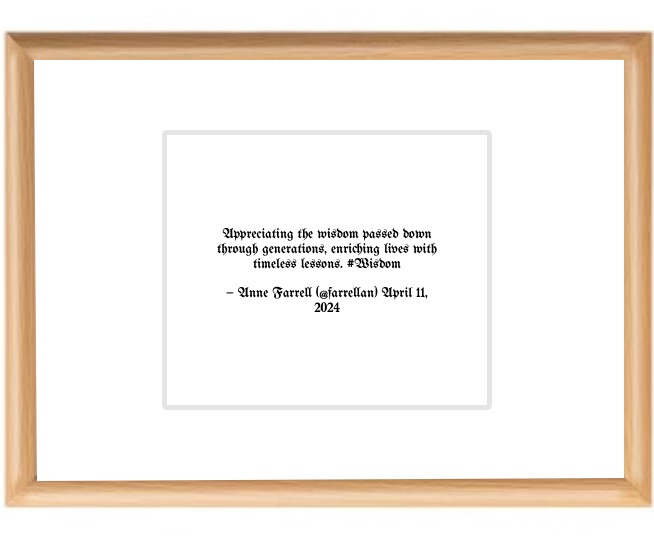 Appreciating the wisdom passed down
through generations, enriching lives with
timeless lessons. #Wisdom
— Anne Farrell (@farrellan) April 11,
2024